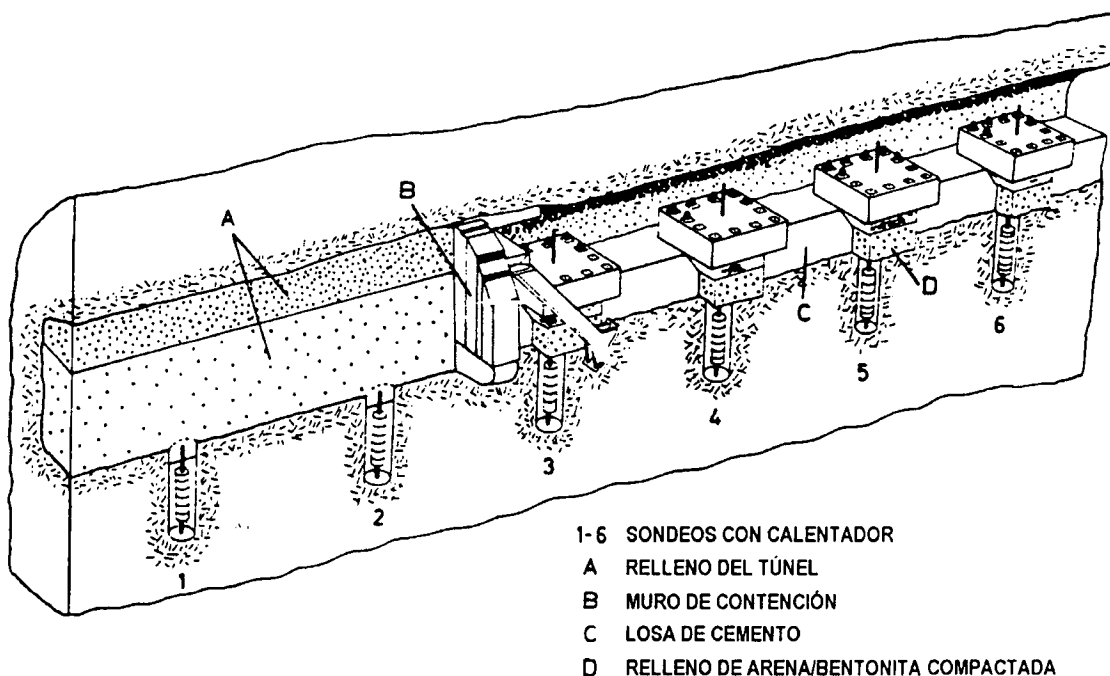 A
B
C
D
1
2
3
4
5
6
1-6 SONDEOS CON CALENTADOR
A RELLENO DEL TÚNEL
B MURO DE CONTENCIÓN
C LOSA DE CEMENTO
D RELLENO DE ARENA/BENTONITA COMPACTADA